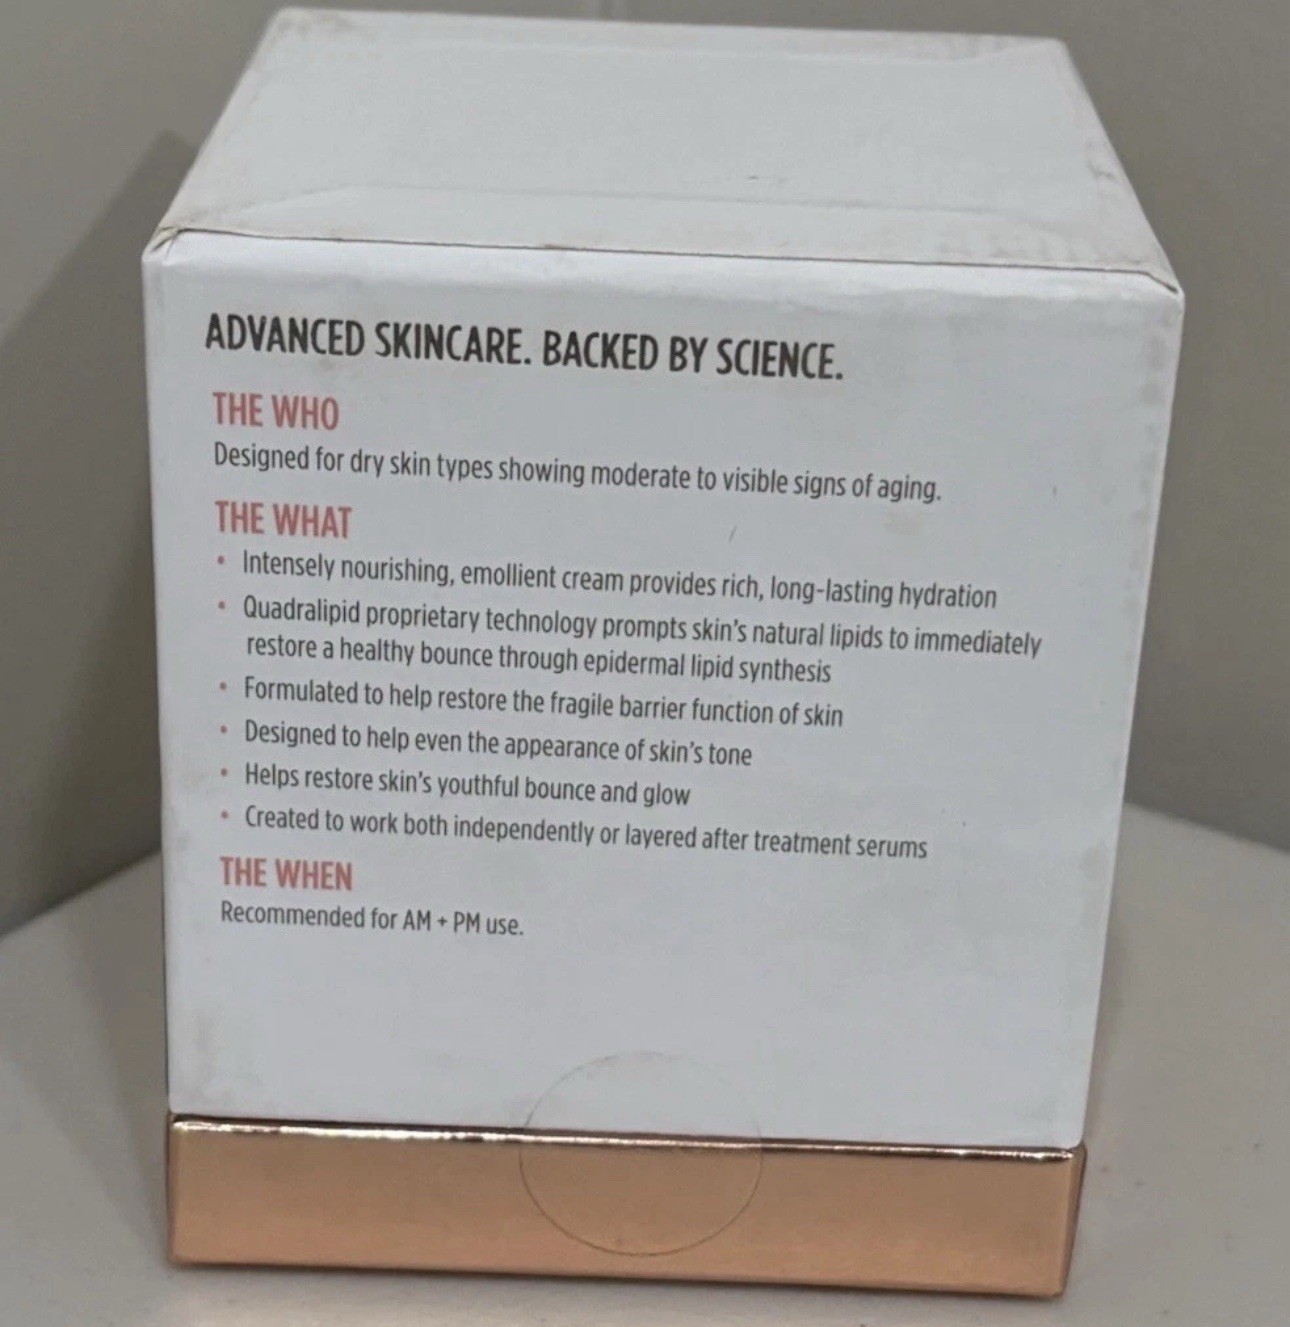 ADVANCED SKINCARE. BACKED BY SCIENCE.
THE WHO
Designed for dry skin types showing moderate to visible signs of aging.
THE WHAT
• Intensely nourishing, emollient cream provides rich, long-lasting hydration
• Quadralipid proprietary technology prompts skin's natural lipids to immediately
restore a healthy bounce through epidermal lipid synthesis
• Formulated to help restore the fragile barrier function of skin
• Designed to help even the appearance of skin's tone
• Helps restore skin's youthful bounce and glow
• Created to work both independently or layered after treatment serums
THE WHEN
Recommended for AM + PM use.